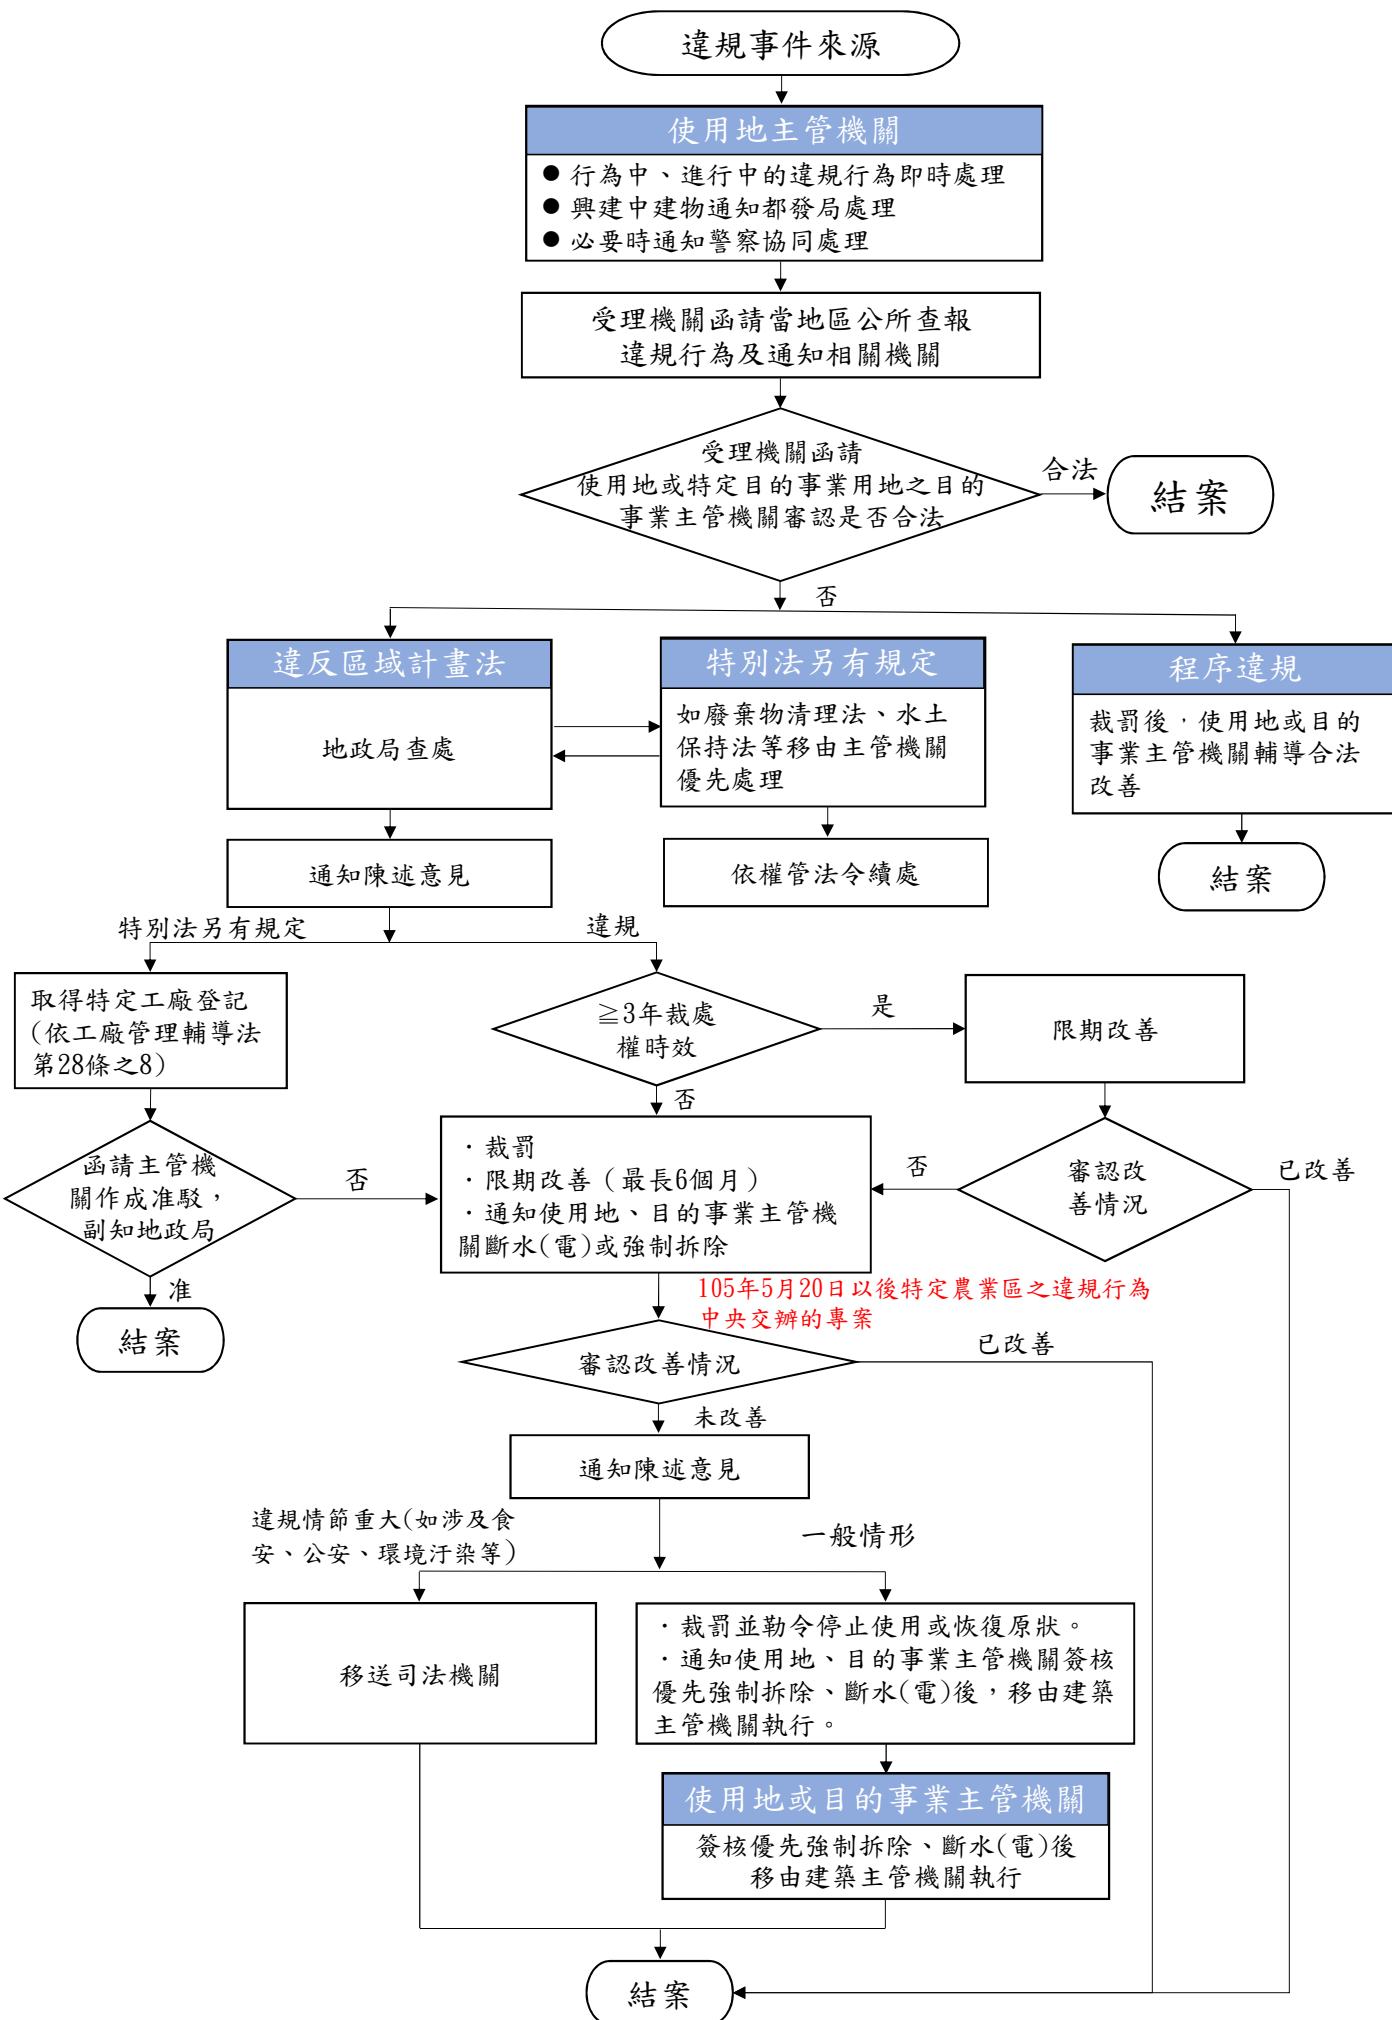 違規事件來源
使用地主管機關
● 行為中、進行中的違規行為即時處理
● 興建中建物通知都發局處理
● 必要時通知警察協同處理
受理機關函請當地區公所查報
違規行為及通知相關機關
受理機關函請
使用地或特定目的事業用地之目的
事業主管機關審認是否合法
合法
結案
否
違反區域計畫法
地政局查處
特別法另有規定
如廢棄物清理法、水土
保持法等移由主管機關
優先處理
程序違規
裁罰後，使用地或目的
事業主管機關輔導合法
改善
通知陳述意見
依權管法令續處
結案
特別法另有規定
違規
取得特定工廠登記
(依工廠管理輔導法
第28條之8)
≧3年裁處
權時效
是
限期改善
否
函請主管機
關作成准駁，
副知地政局
否
· 裁罰
· 限期改善（最長6個月）
· 通知使用地、目的事業主管機
關斷水(電)或強制拆除
否
審認改
善情況
已改善
准
結案
105年5月20日以後特定農業區之違規行為
中央交辦的專案
審認改善情況
已改善
未改善
通知陳述意見
違規情節重大(如涉及食
安、公安、環境汙染等)
一般情形
移送司法機關
· 裁罰並勒令停止使用或恢復原狀。
· 通知使用地、目的事業主管機關簽核
優先強制拆除、斷水(電)後，移由建築
主管機關執行。
使用地或目的事業主管機關
簽核優先強制拆除、斷水(電)後
移由建築主管機關執行
結案